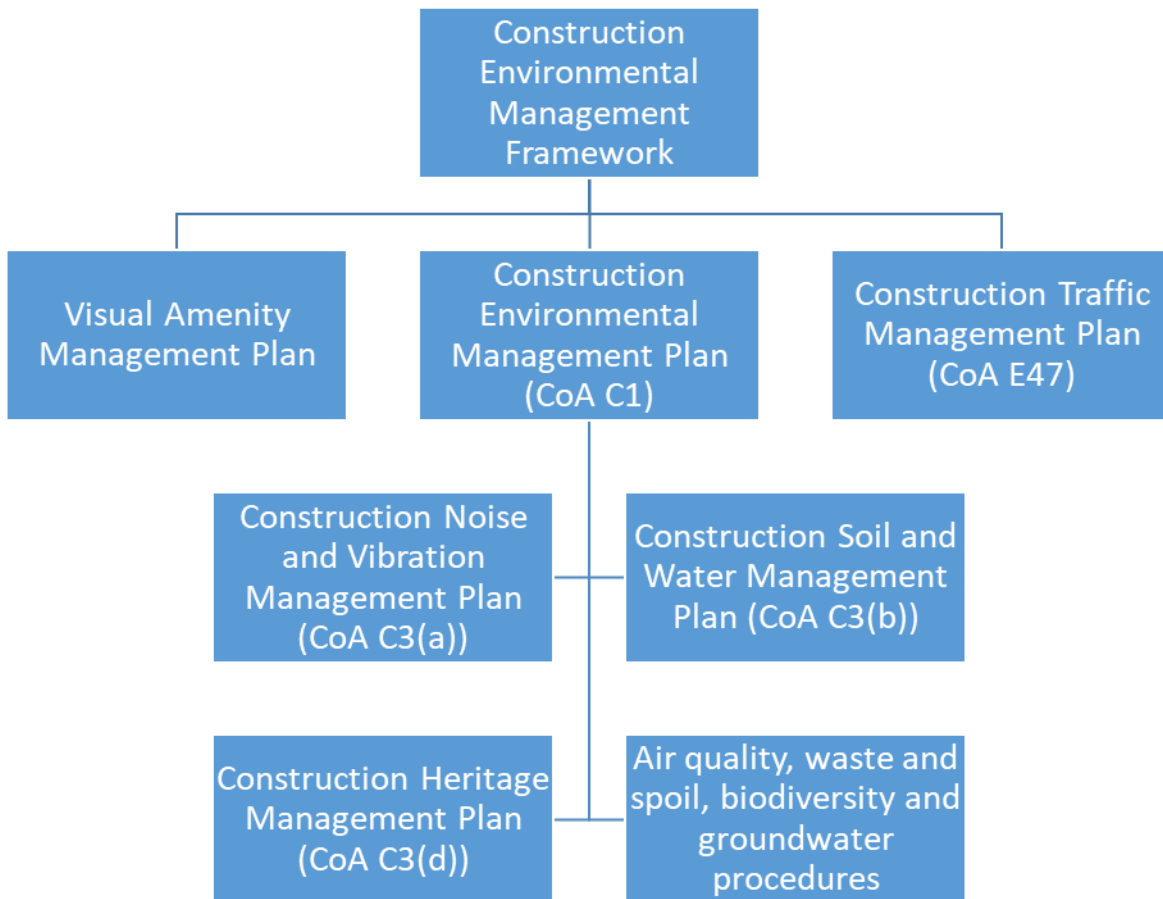 Construction
Environmental
Management
Framework
Visual Amenity
Management Plan
Construction
Environmental
Management Plan
(CoA C1)
Construction Traffic
Management Plan
(CoA E47)
Construction Noise
and Vibration
Management Plan
(CoA C3(a))
Construction Soil and
Water Management
Plan (CoA C3(b))
Construction Heritage
Management Plan
(CoA C3(d))
Air quality, waste and
spoil, biodiversity and
groundwater
procedures